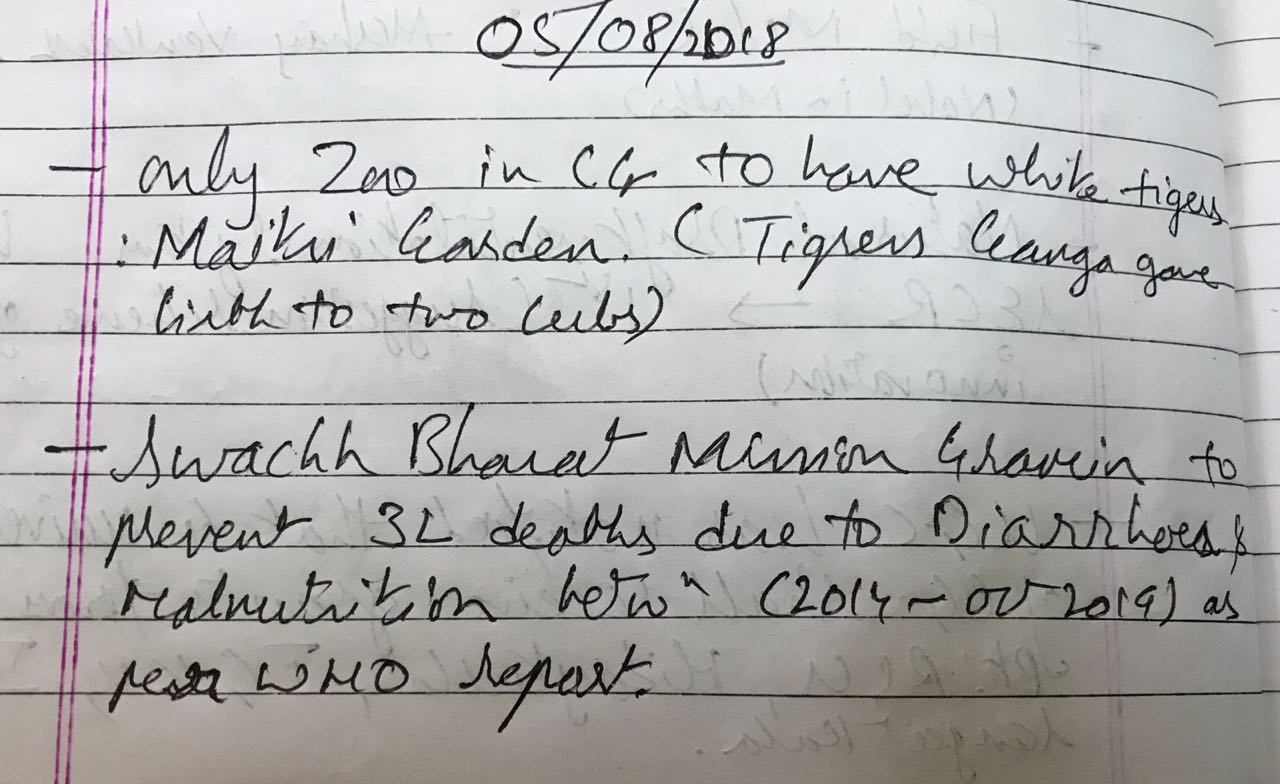 05/08/2018
- only Zoo in CG to have white tigers
: Maitri Garden. ( Tigress Ganga gave
birth to two cubs)
- Swachh Bharat Mission Gramin to
prevent 3L deaths due to Diarrhoea &
malnutrition betwn (2014 - Oct 2019) as
per WHO report.